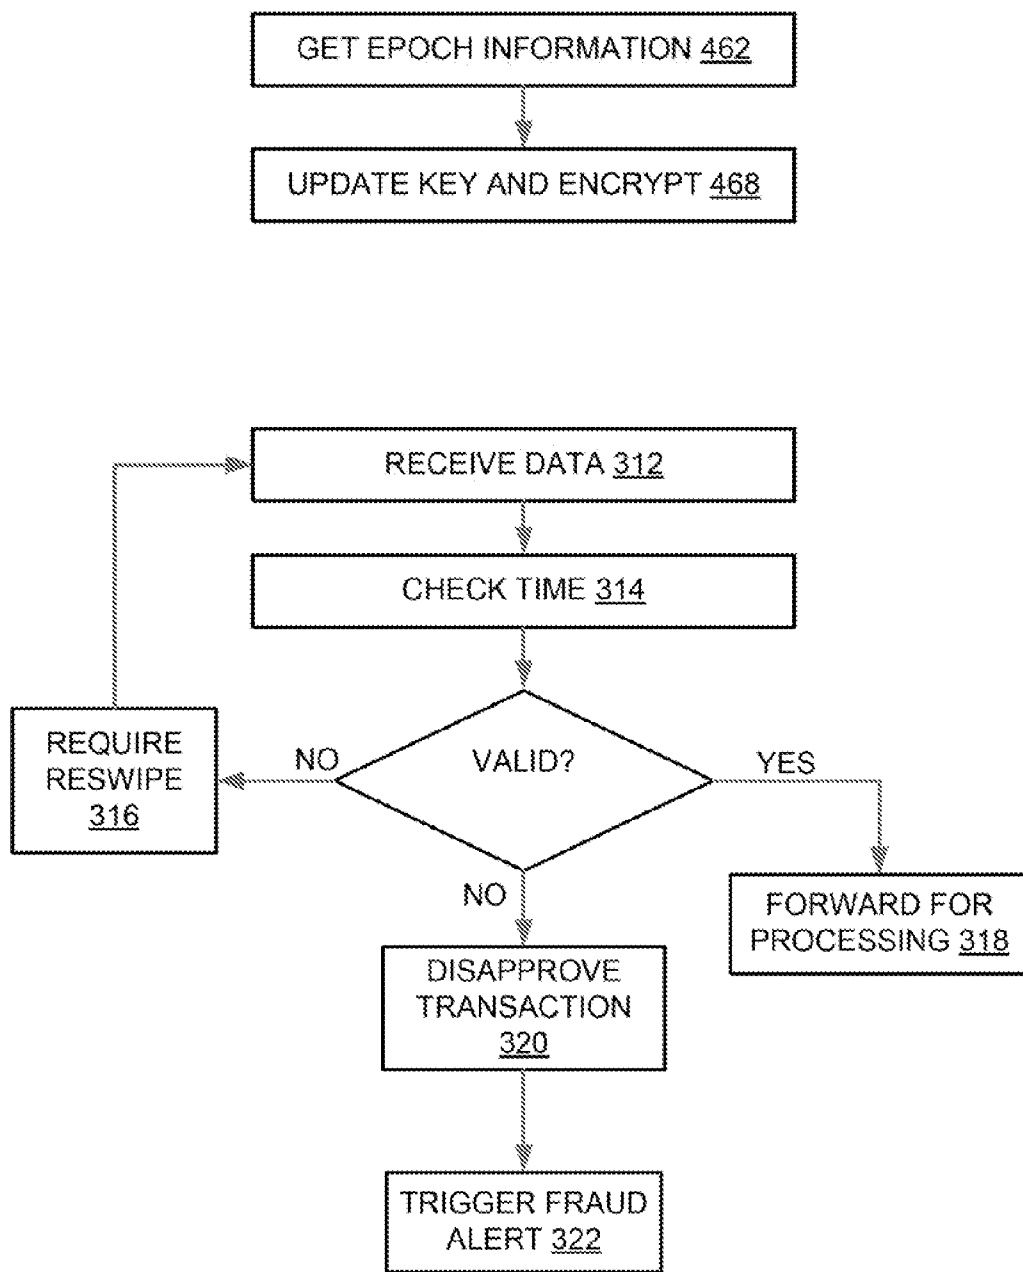 GET EPOCH INFORMATION 462
UPDATE KEY AND ENCRYPT 468
RECEIVE DATA 312
CHECK TIME 314
REQUIRE
RESWIPE
316
NO
VALID?
YES
NO
FORWARD FOR
PROCESSING 318
DISAPPROVE
TRANSACTION
320
TRIGGER FRAUD
ALERT 322